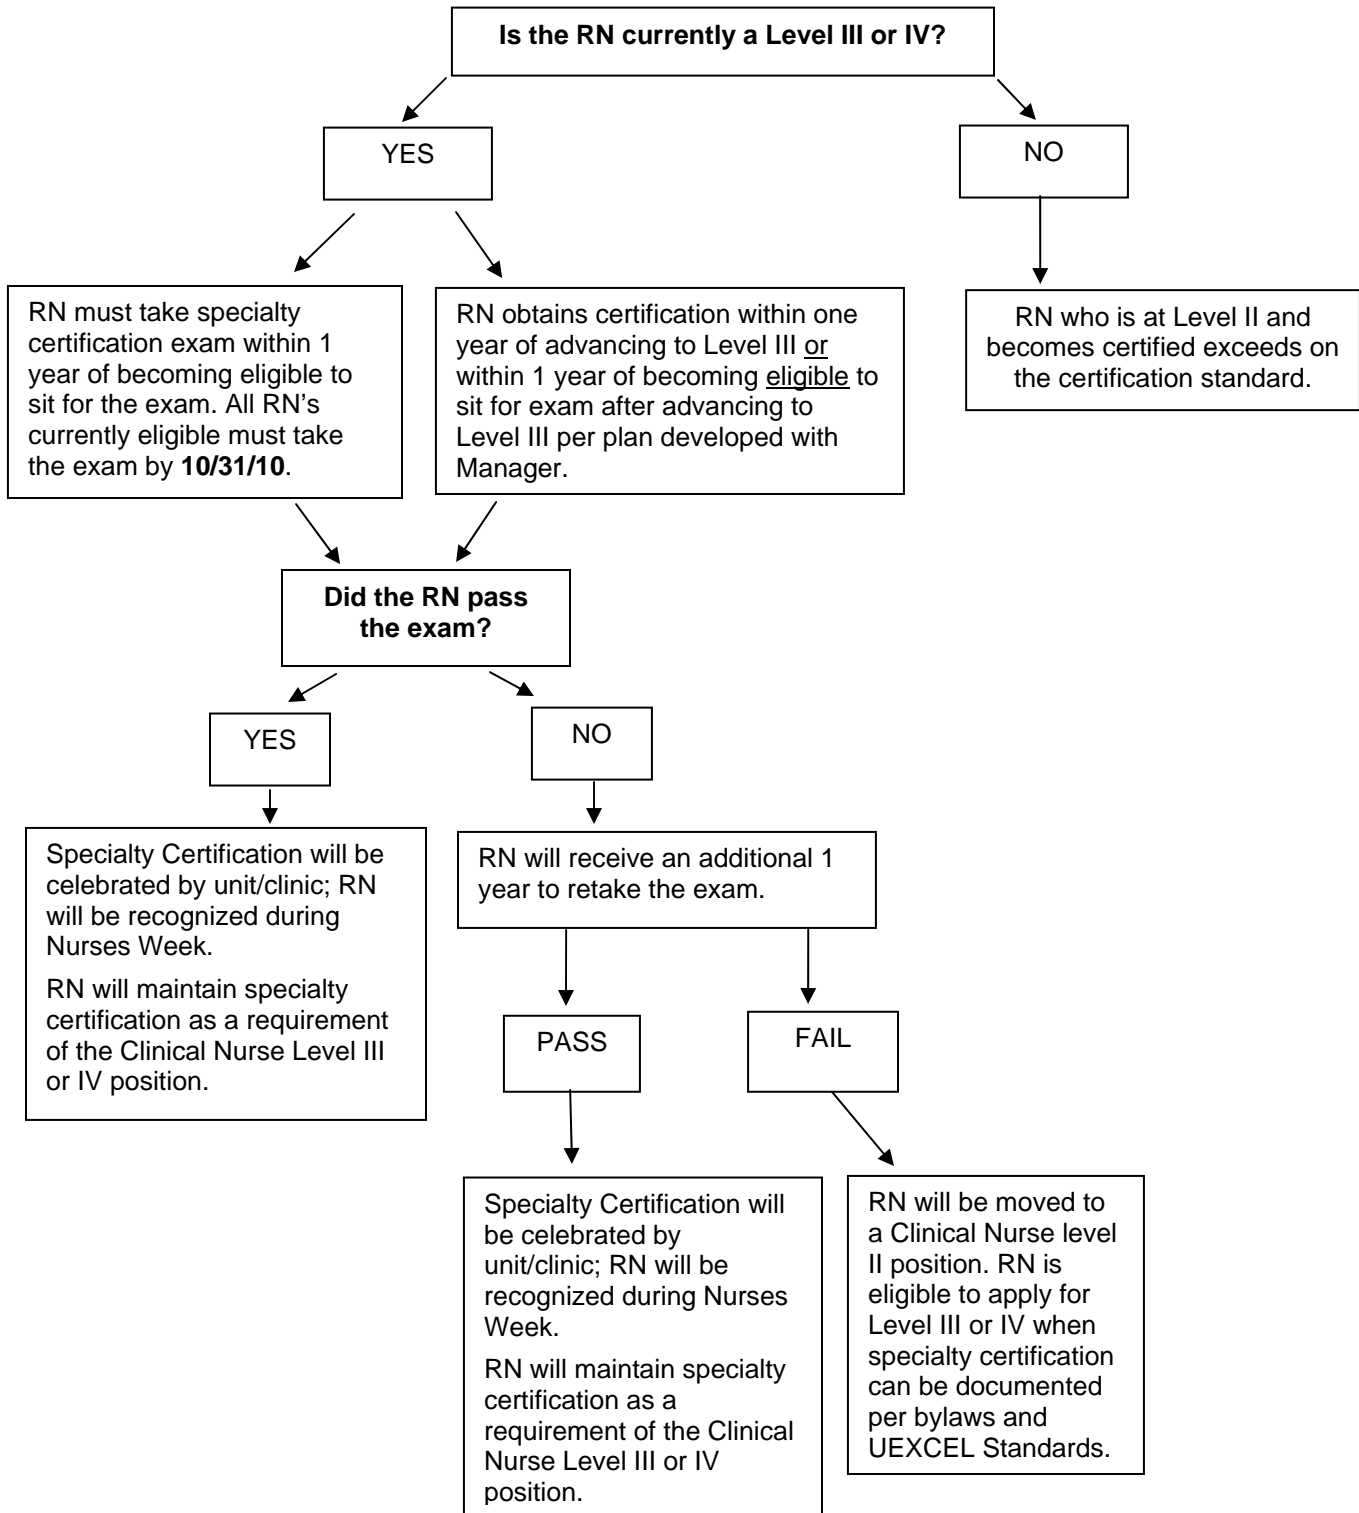 Is the RN currently a Level III or IV?
YES
NO
RN must take specialty
certification exam within 1
year of becoming eligible to
sit for the exam. All RN’s
currently eligible must take
the exam by 10/31/10.
RN obtains certification within one
year of advancing to Level III or
within 1 year of becoming eligible to
sit for exam after advancing to
Level III per plan developed with
Manager.
RN who is at Level II and
becomes certified exceeds on
the certification standard.
Did the RN pass
the exam?
YES
NO
Specialty Certification will be
celebrated by unit/clinic; RN
will be recognized during
Nurses Week.
RN will maintain specialty
certification as a requirement
of the Clinical Nurse Level III
or IV position.
RN will receive an additional 1
year to retake the exam.
PASS
FAIL
Specialty Certification will
be celebrated by
unit/clinic; RN will be
recognized during Nurses
Week.
RN will maintain specialty
certification as a
requirement of the Clinical
Nurse Level III or IV
position.
RN will be moved to
a Clinical Nurse level
II position. RN is
eligible to apply for
Level III or IV when
specialty certification
can be documented
per bylaws and
UEXCEL Standards.